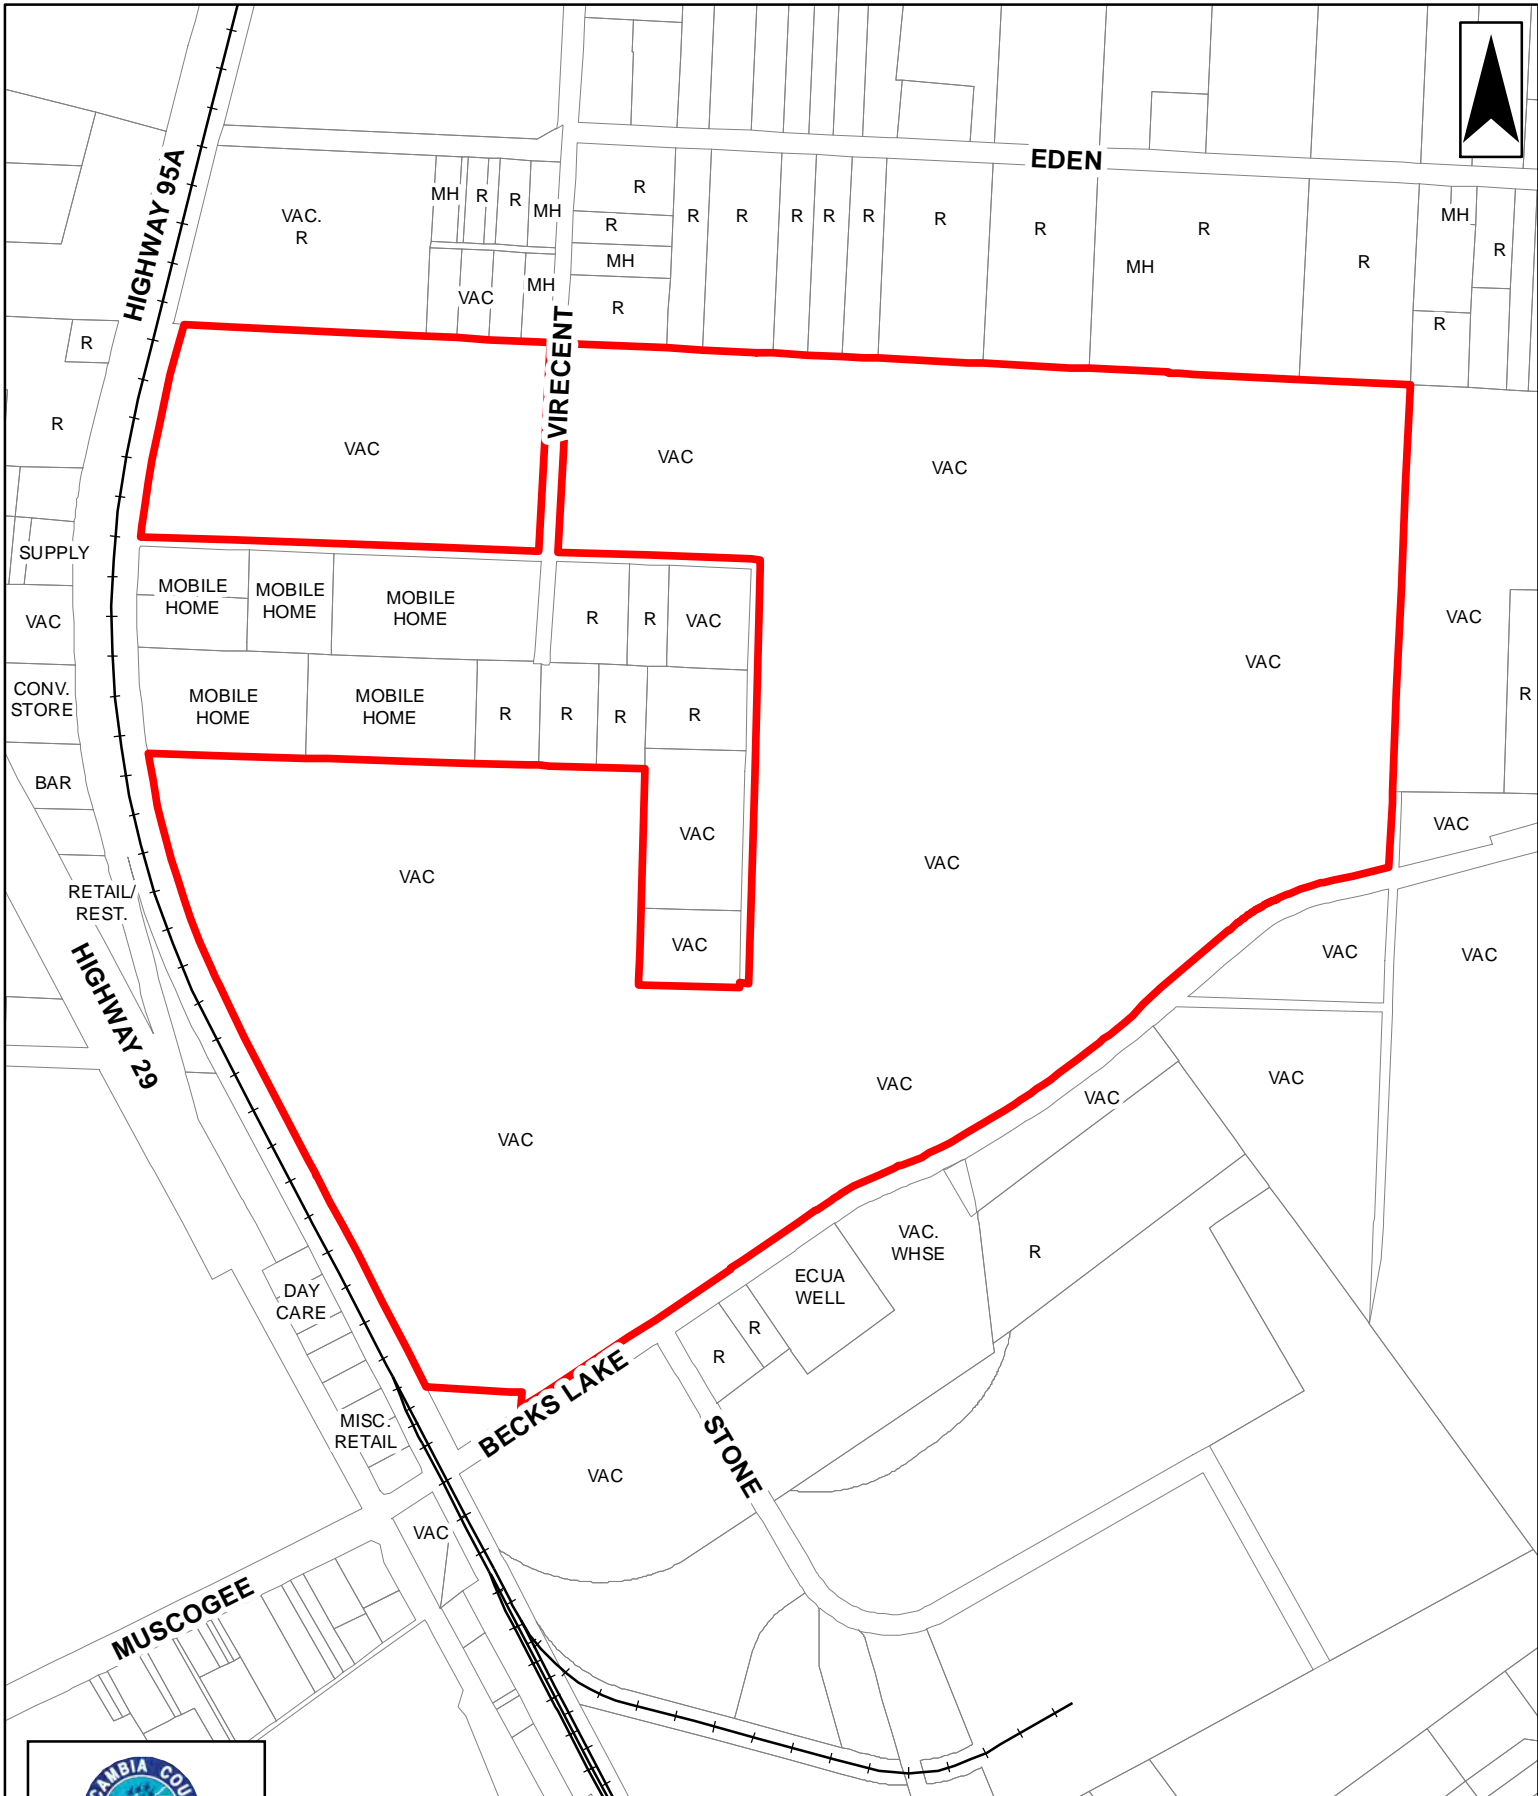 EDEN
HIGHWAY 95A
VAC.
R
MH
R
R
MH
R
R
MH
R
R
R
R
R
R
R
R
R
MH
R
MH
R
R
VAC
MH
R
R
VIRECENT
VAC
VAC
VAC
SUPPLY
VAC
CONV.
STORE
BAR
RETAIL/
REST.
HIGHWAY 29
MOBILE
HOME
MOBILE
HOME
MOBILE
HOME
R
R
VAC
MOBILE
HOME
MOBILE
HOME
R
R
R
R
VAC
VAC
VAC
R
VAC
VAC
VAC
VAC
VAC
VAC
VAC
VAC
VAC
VAC
VAC.
WHSE
R
ECUA
WELL
R
R
DAY
CARE
MISC.
RETAIL
BECKS LAKE
STONE
VAC
VAC
MUSCOGEE
CAMBIA COU